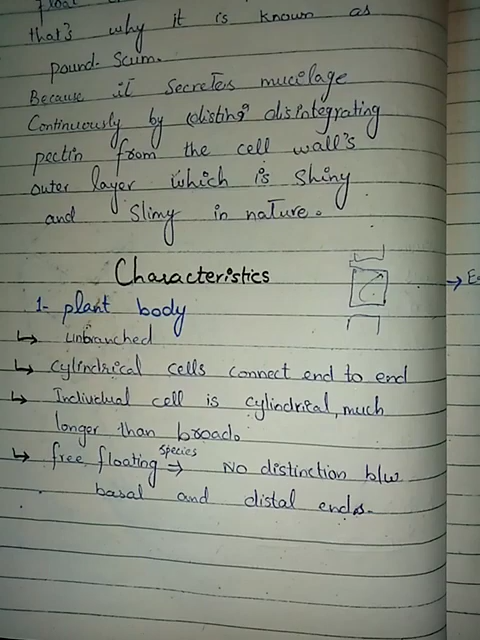 float
that's why it is known as
pound-Scum.
Because it Secretes mucilage
Continuously by disintegrating
pectin from the cell wall's
outer layer which is Shiny
and Slimy in nature.
Characteristics
1- plant body
↳ unbranched
↳ Cylindrical cells connect end to end
↳ Individual cell is cylindrical, much
longer than broad.
↳ free floating species → No distinction b/w
basal and distal ends.